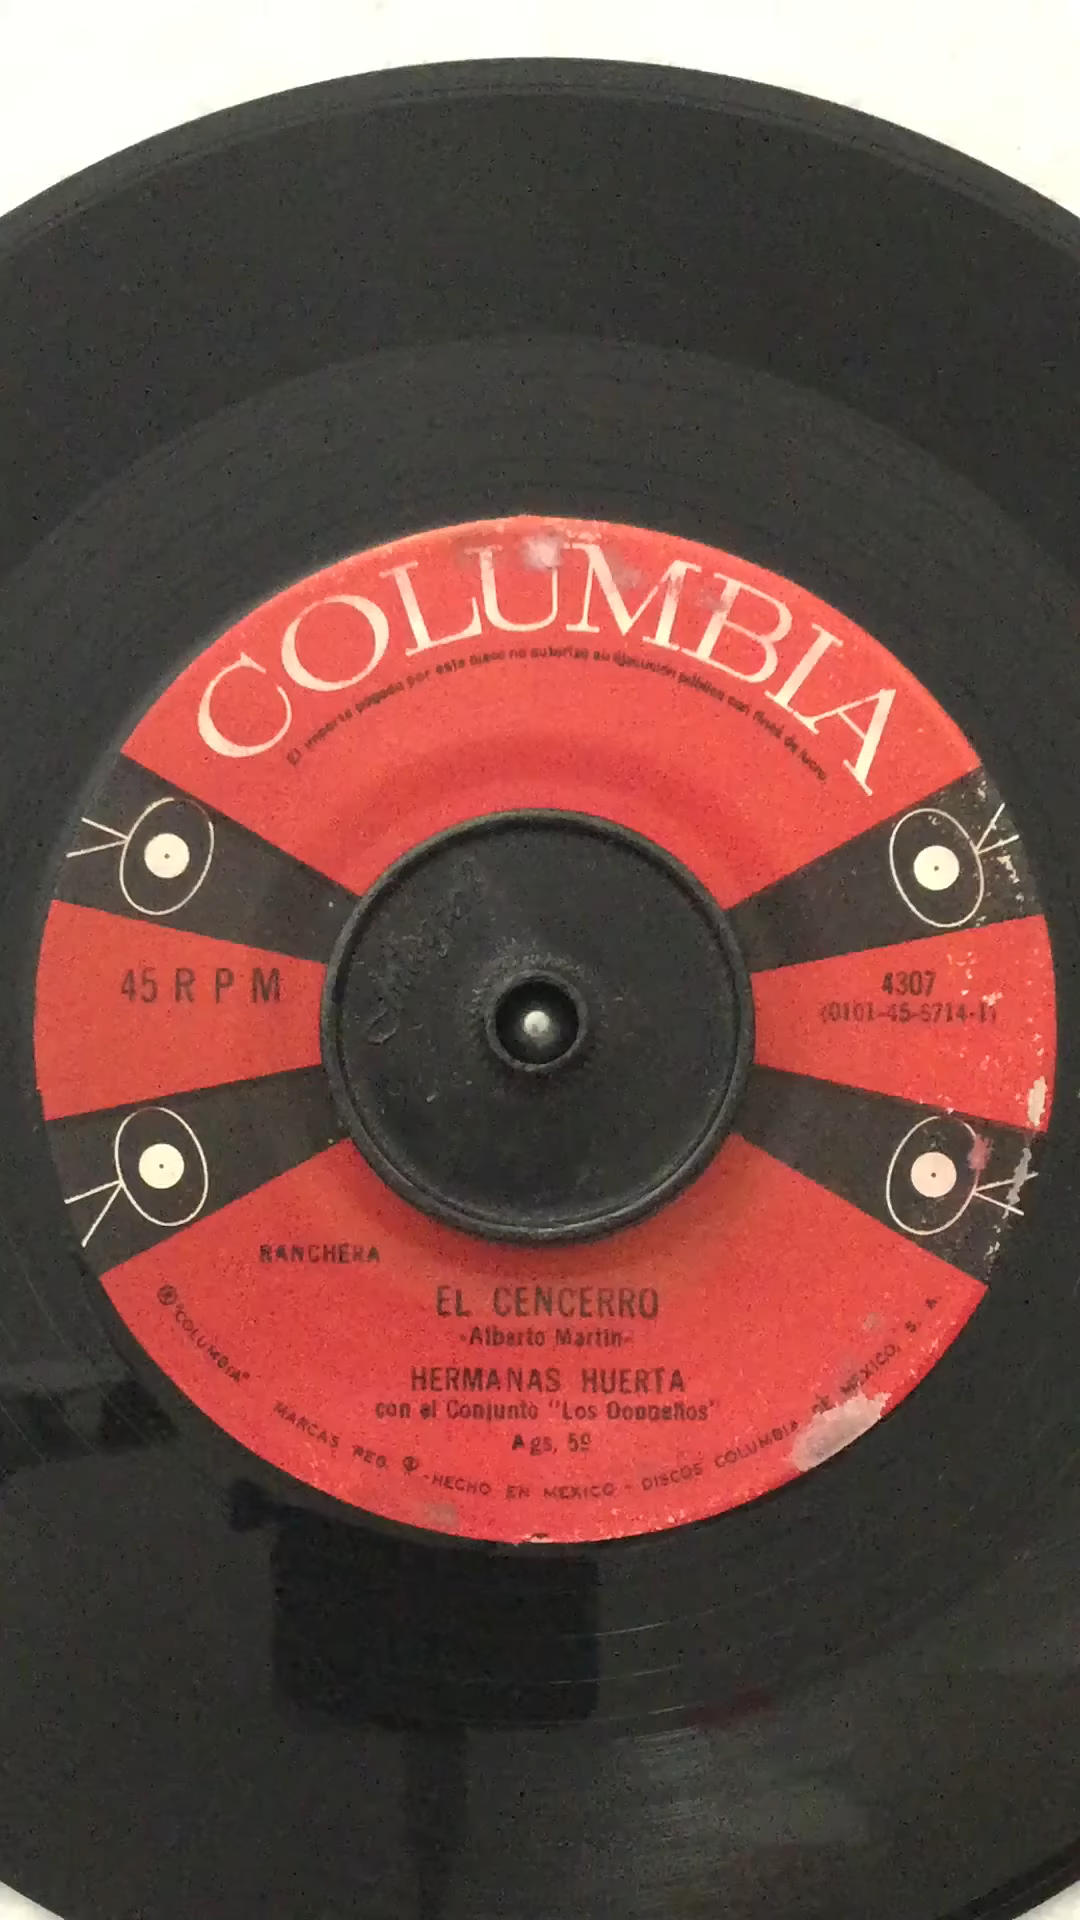 COLUMBIA
El importe pagado por este disco no autoriza su ejecución pública con fines de lucro.
45 R P M
4307
(0101-45-5714-1)
RANCHERA
EL CENCERRO
-Alberto Martin-
HERMANAS HUERTA
con el Conjunto "Los Donneños"
Ags, 59
Ⓡ "COLUMBIA" MARCAS REG. Ⓟ -HECHO EN MEXICO - DISCOS COLUMBIA DE MEXICO, S. A.